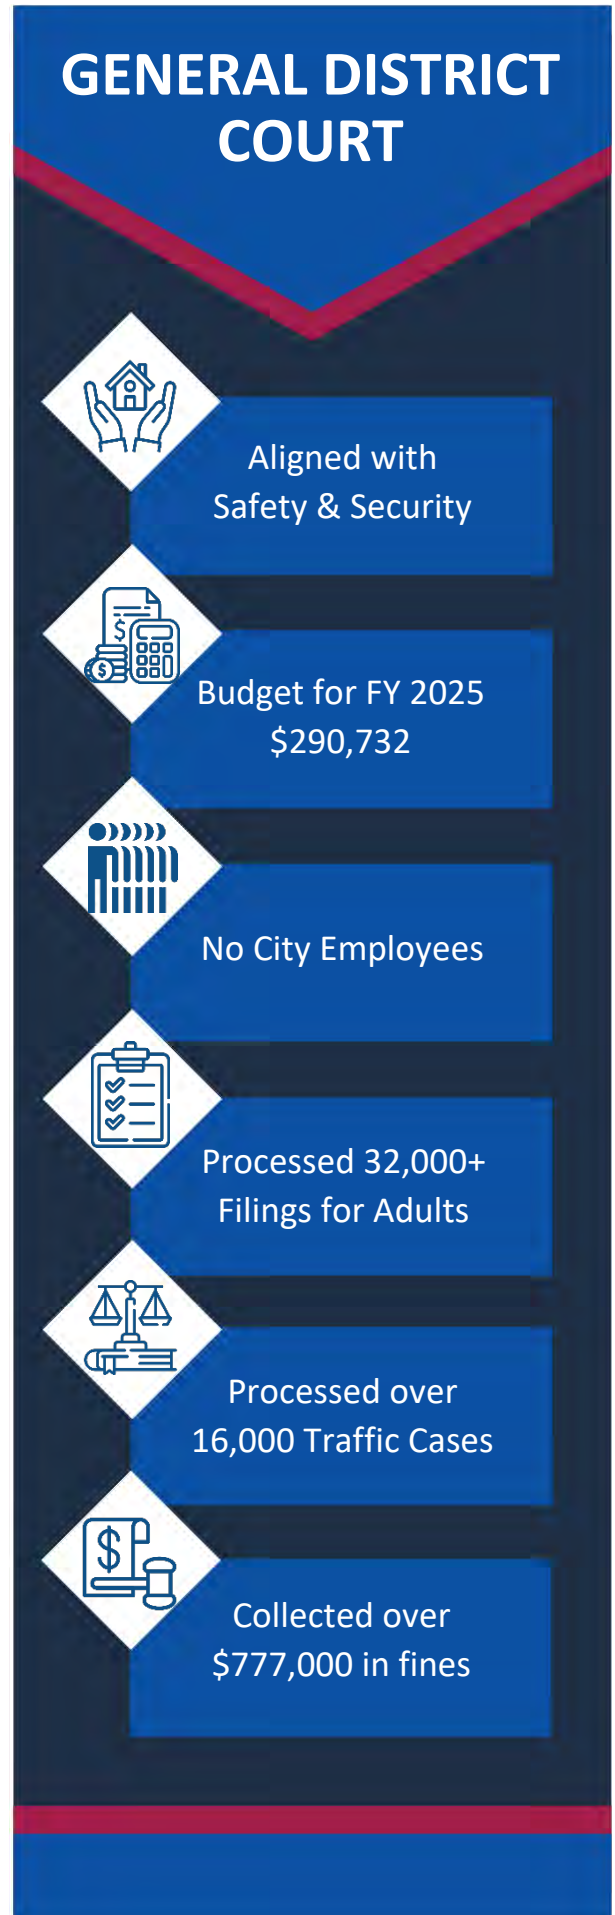 GENERAL DISTRICT
COURT
Aligned with
Safety & Security
$
$
Budget for FY 2025
$290,732
No City Employees
Processed 32,000+
Filings for Adults
Processed over
16,000 Traffic Cases
$
Collected over
$777,000 in fines